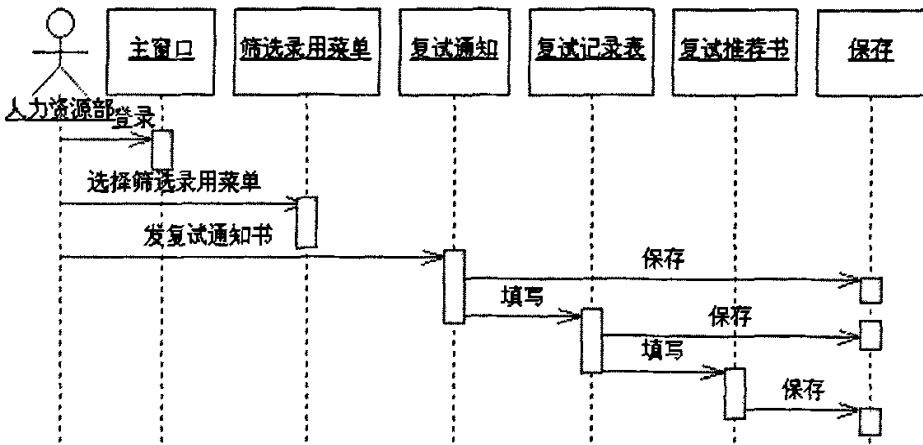 主窗口
筛选录用菜单
复试通知
复试记录表
复试推荐书
保存
人力资源部
登录
选择筛选录用菜单
发复试通知书
保存
填写
保存
填写
保存